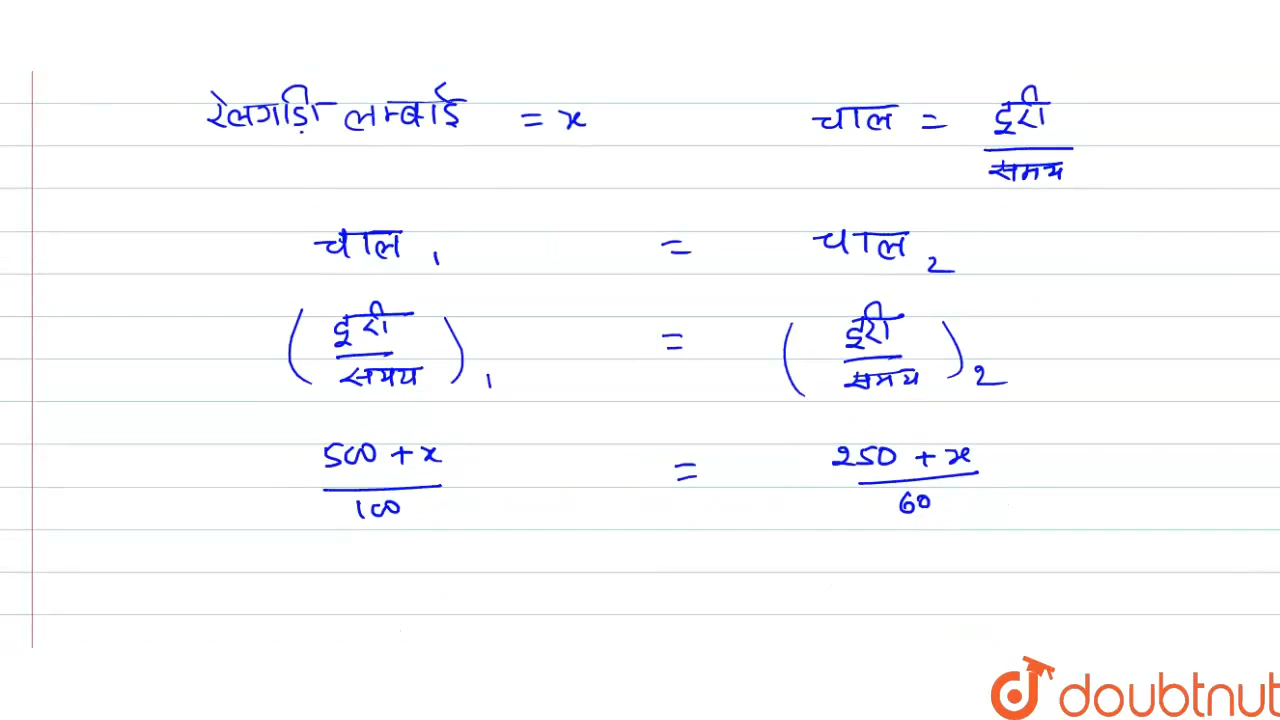 रेलगाड़ी लम्बाई = x चाल = दूरी / समय
चाल₁ = चाल₂
(दूरी / समय)₁ = (दूरी / समय)₂
500 + x / 100 = 250 + x / 60
doubtnut